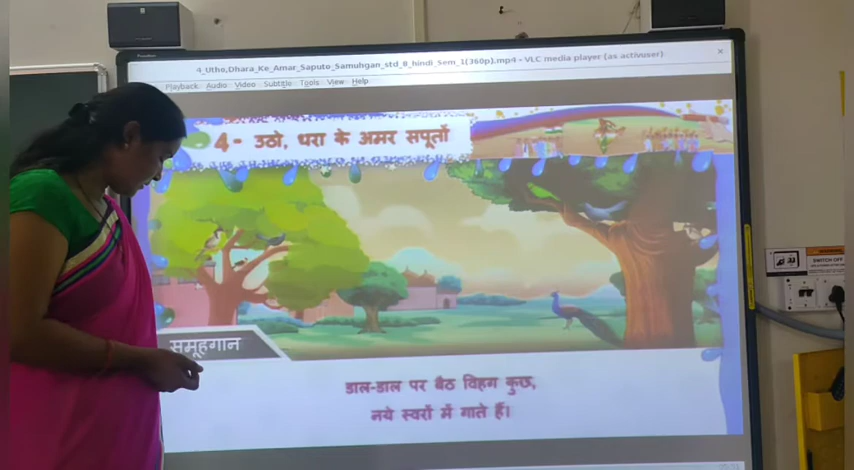 4_Utho,Dhara_Ke_Amar_Saputo_Samuhgan_std_8_hindi_Sem_1(360p).mp4 - VLC media player (as activuser)
Playback Audio Video Subtitle Tools View Help
4 - उठो, धरा के अमर सपूतों
समूहगान
डाल-डाल पर बैठ विहग कुछ,
नये स्वरों में गाते हैं।
SWITCH OFF